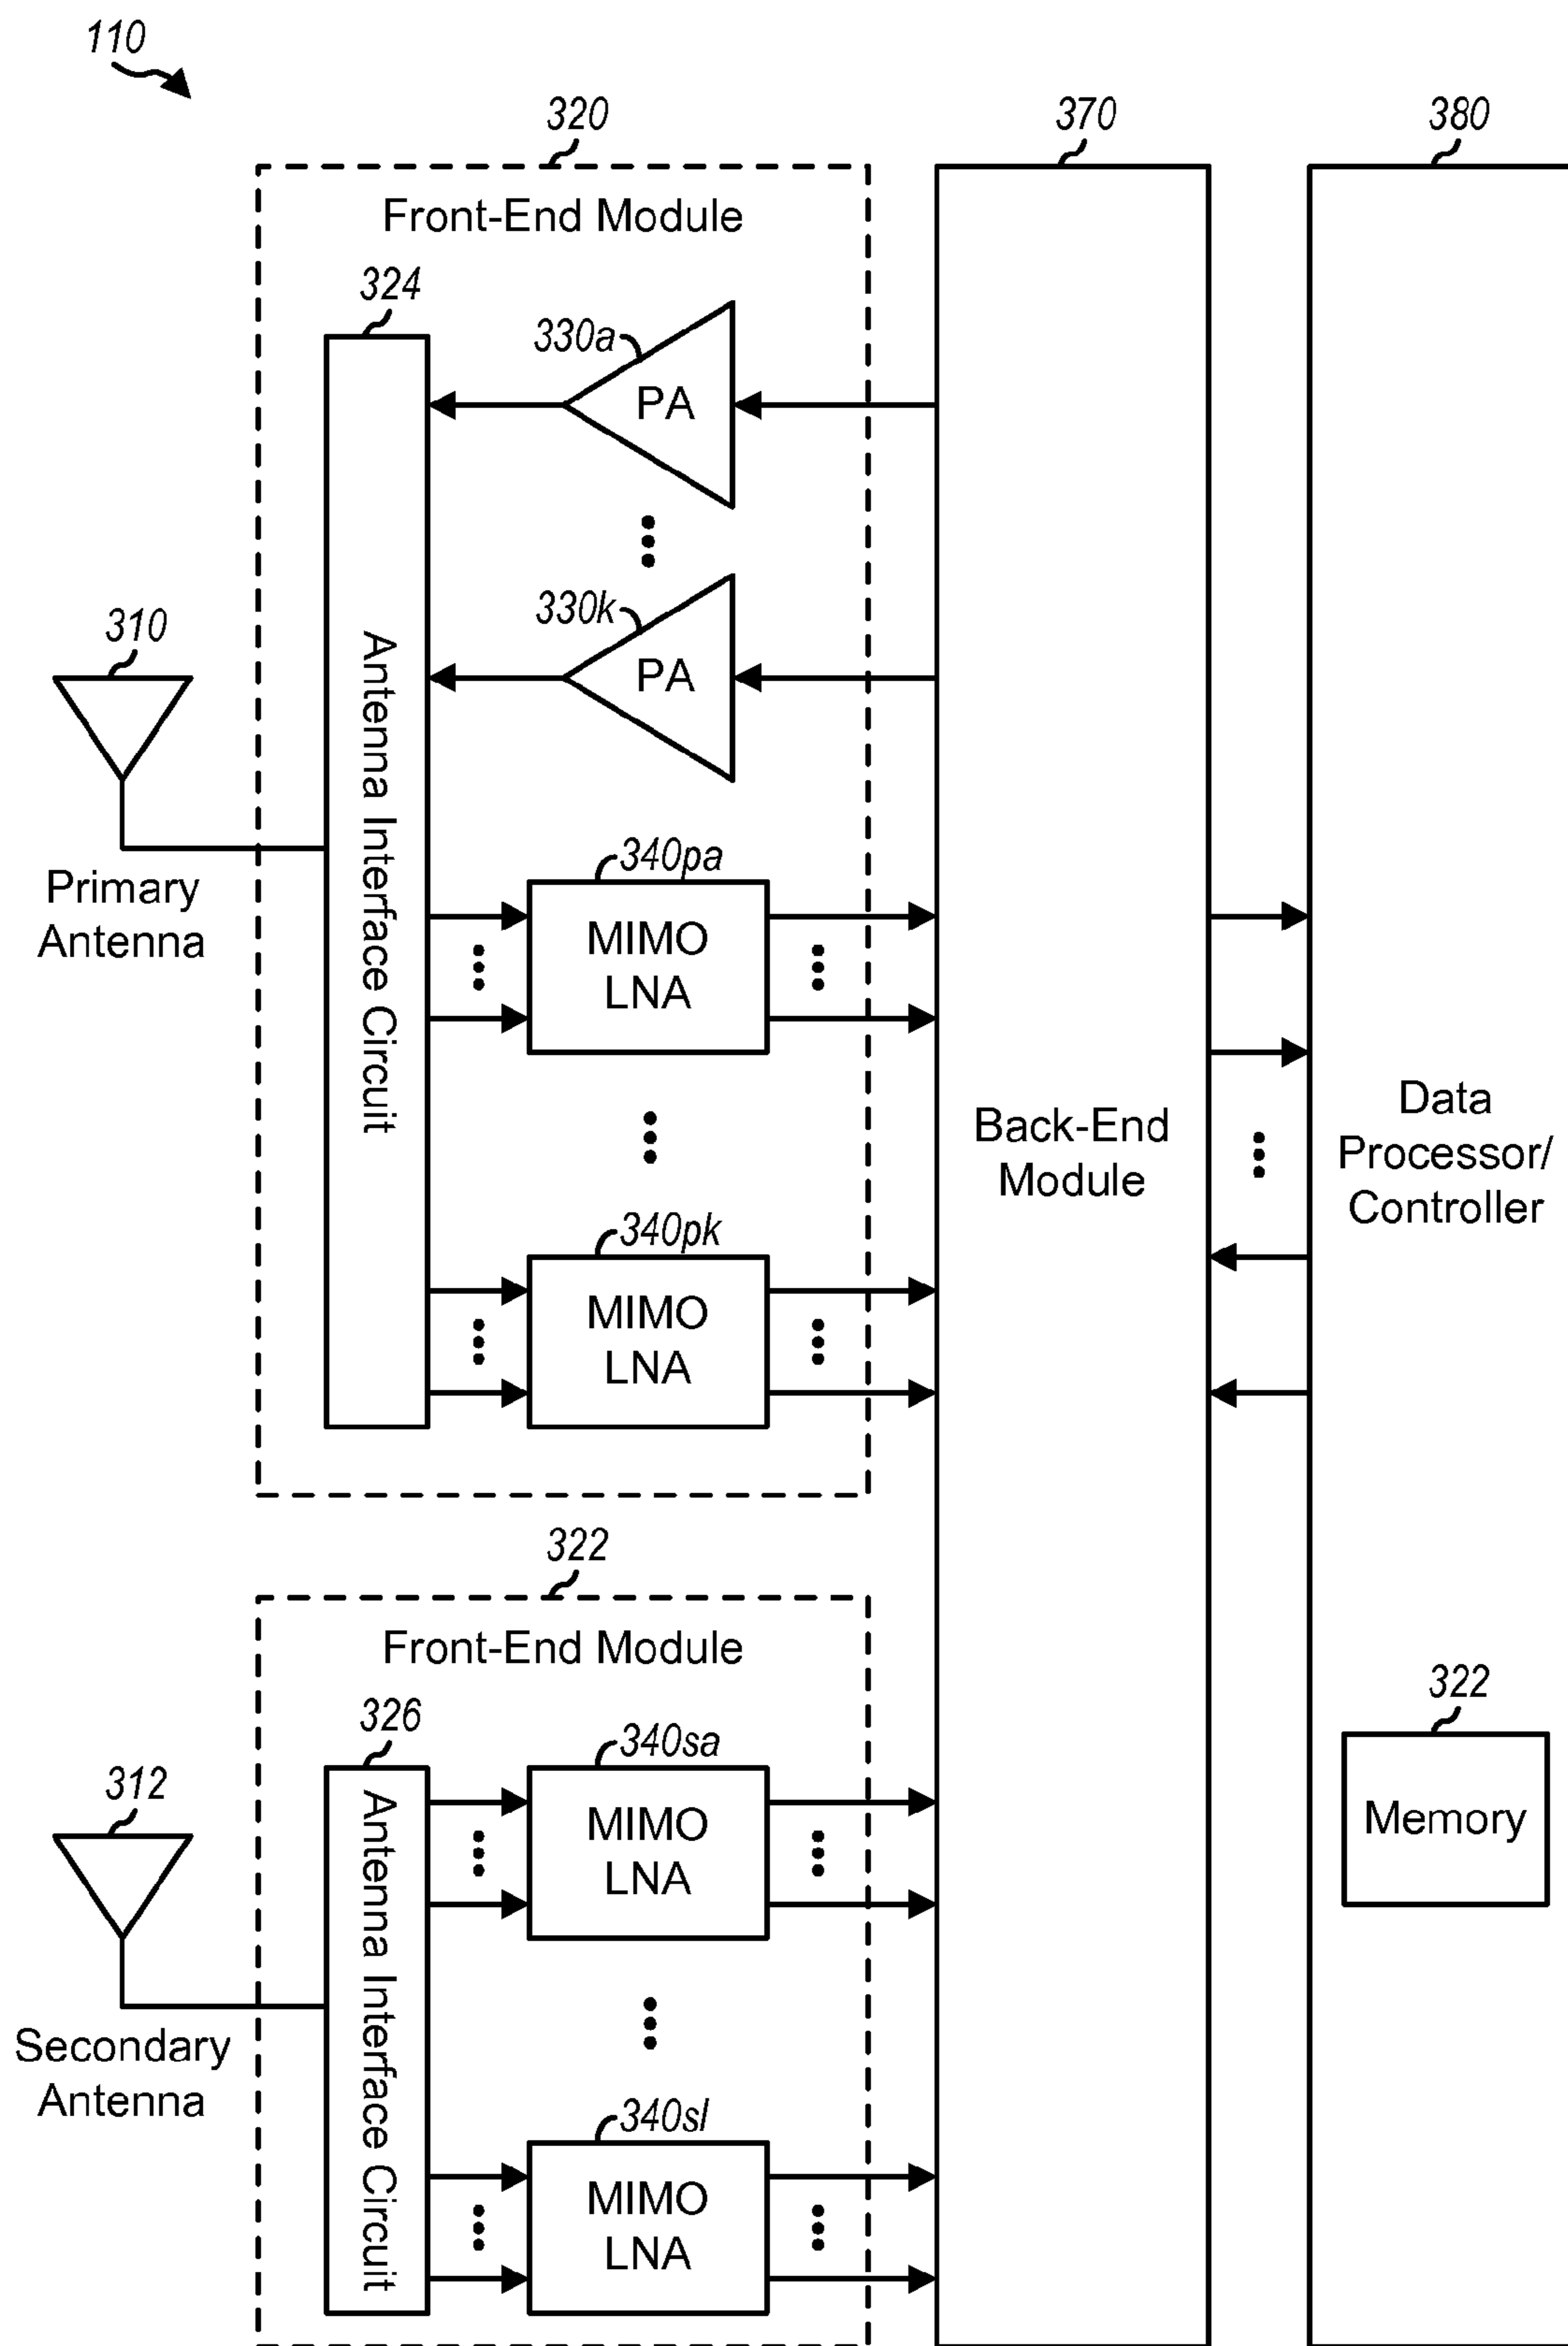 110
320
370
380
Front-End Module
324
330a
PA
330k
PA
310
Antenna Interface Circuit
Primary
Antenna
340pa
MIMO
LNA
340pk
MIMO
LNA
Back-End
Module
Data
Processor/
Controller
322
Front-End Module
326
340sa
MIMO
LNA
312
Antenna Interface Circuit
Secondary
Antenna
340sl
MIMO
LNA
322
Memory